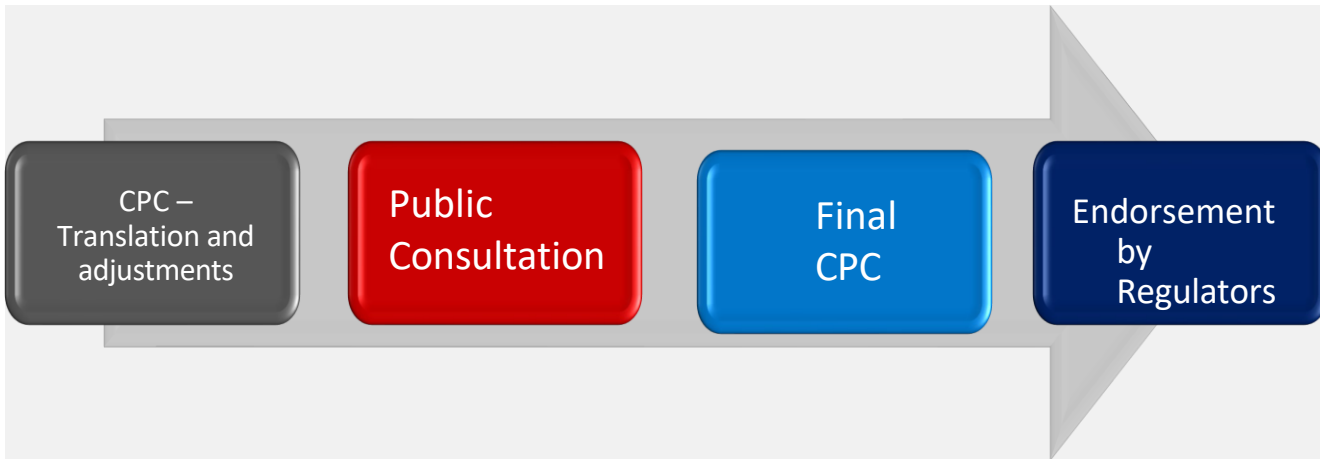 CPC –
Translation and
adjustments
Public
Consultation
Final
CPC
Endorsement
by
Regulators